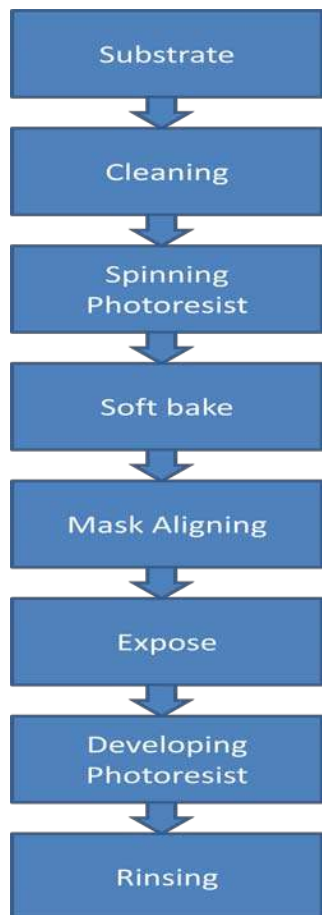 Substrate
Cleaning
Spinning
Photoresist
Soft bake
Mask Aligning
Expose
Developing
Photoresist
Rinsing